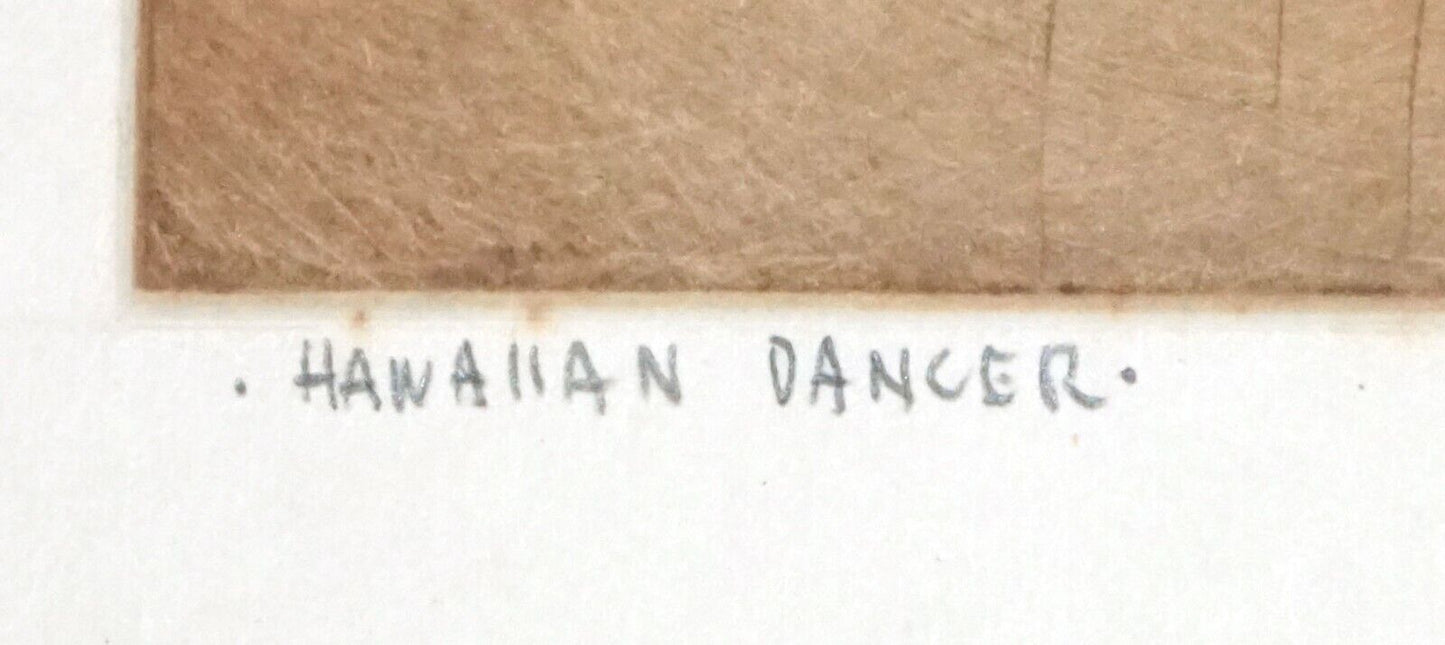 · HAWAIIAN DANCER ·